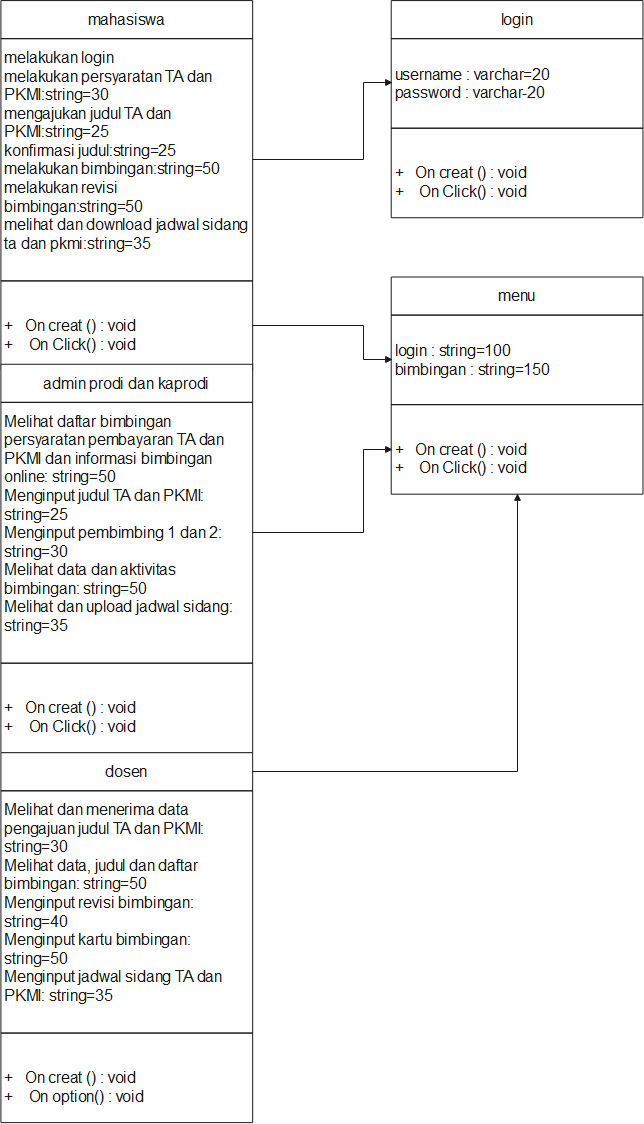 mahasiswa
melakukan login
melakukan persyaratan TA dan
PKMI:string=30
mengajukan judul TA dan
PKMI:string=25
konfirmasi judul:string=25
melakukan bimbingan:string=50
melakukan revisi
bimbingan:string=50
melihat dan download jadwal sidang
ta dan pkmi:string=35
+ On creat () : void
+ On Click() : void
admin prodi dan kaprodi
Melihat daftar bimbingan
persyaratan pembayaran TA dan
PKMI dan informasi bimbingan
online: string=50
Menginput judul TA dan PKMI:
string=25
Menginput pembimbing 1 dan 2:
string=30
Melihat data dan aktivitas
bimbingan: string=50
Melihat dan upload jadwal sidang:
string=35
+ On creat () : void
+ On Click() : void
dosen
Melihat dan menerima data
pengajuan judul TA dan PKMI:
string=30
Melihat data, judul dan daftar
bimbingan: string=50
Menginput revisi bimbingan:
string=40
Menginput kartu bimbingan:
string=50
Menginput jadwal sidang TA dan
PKMI: string=35
+ On creat () : void
+ On option() : void
login
username : varchar=20
password : varchar-20
+ On creat () : void
+ On Click() : void
menu
login : string=100
bimbingan : string=150
+ On creat () : void
+ On Click() : void